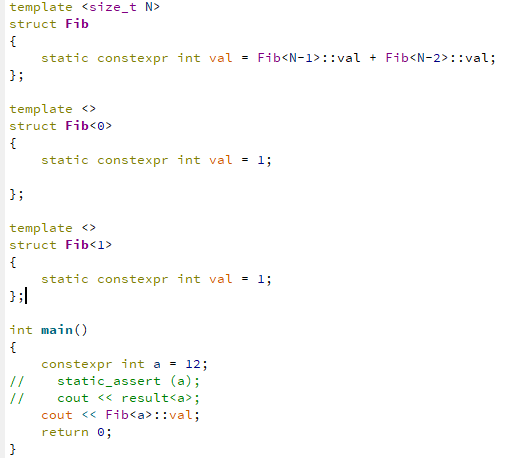 template <size_t N>
struct Fib
{
    static constexpr int val = Fib<N-1>::val + Fib<N-2>::val;
};

template <>
struct Fib<0>
{
    static constexpr int val = 1;

};

template <>
struct Fib<1>
{
    static constexpr int val = 1;
};

int main()
{
    constexpr int a = 12;
//    static_assert (a);
//    cout << result<a>;
    cout << Fib<a>::val;
    return 0;
}